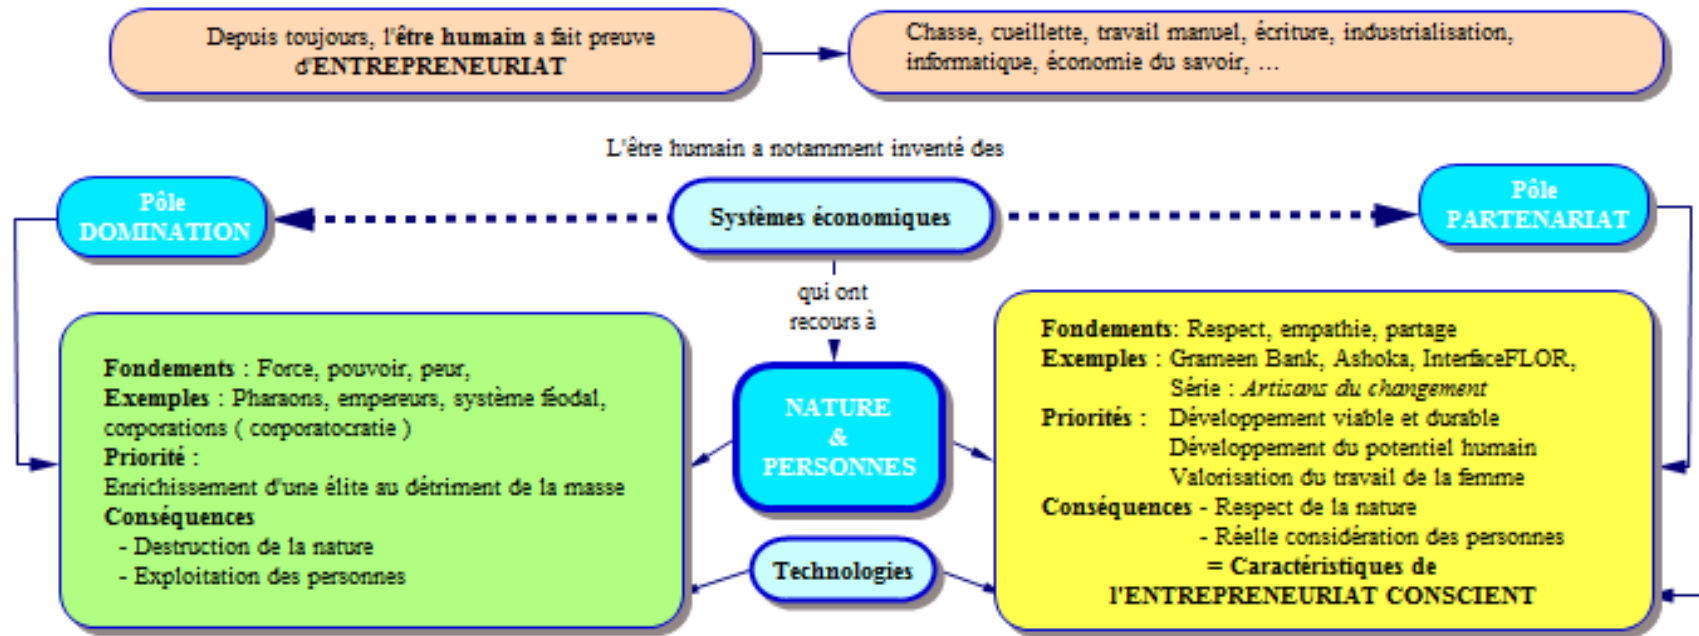 Depuis toujours, l'être humain a fait preuve
d'ENTREPRENEURIAT
Chasse, cueillette, travail manuel, écriture, industrialisation,
informatique, économie du savoir, ...
L'être humain a notamment inventé des
Pôle
DOMINATION
Systèmes économiques
Pôle
PARTENARIAT
qui ont
recours à
Fondements : Force, pouvoir, peur,
Exemples : Pharaons, empereurs, système féodal,
corporations ( corporatocratie )
Priorité :
Enrichissement d'une élite au détriment de la masse
Conséquences
- Destruction de la nature
- Exploitation des personnes
NATURE
&
PERSONNES
Technologies
Fondements: Respect, empathie, partage
Exemples : Grameen Bank, Ashoka, InterfaceFLOR,
Série : Artisans du changement
Priorités : Développement viable et durable
Développement du potentiel humain
Valorisation du travail de la femme
Conséquences - Respect de la nature
- Réelle considération des personnes
= Caractéristiques de
l'ENTREPRENEURIAT CONSCIENT